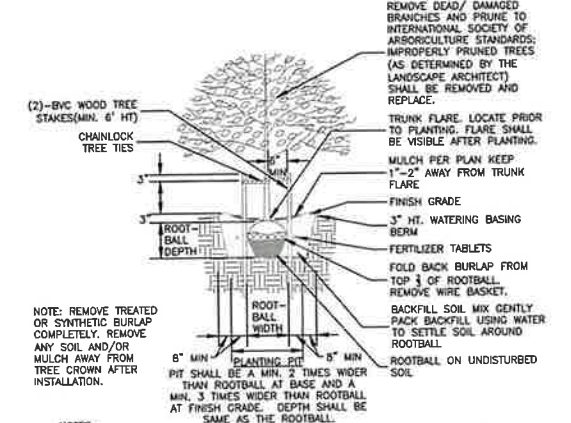 REMOVE DEAD/ DAMAGED
BRANCHES AND PRUNE TO
INTERNATIONAL SOCIETY OF
ARBORICULTURE STANDARDS;
IMPROPERLY PRUNED TREES
(AS DETERMINED BY THE
LANDSCAPE ARCHITECT)
SHALL BE REMOVED AND
REPLACE.
(2)-BVC WOOD TREE
STAKES(MIN. 6' HT)
CHAINLOCK
TREE TIES
6"
MIN
TRUNK FLARE. LOCATE PRIOR
TO PLANTING. FLARE SHALL
BE VISIBLE AFTER PLANTING.
MULCH PER PLAN KEEP
1"-2" AWAY FROM TRUNK
FLARE
3"
FINISH GRADE
3"
3" HT. WATERING BASING
BERM
ROOT-
BALL
DEPTH
FERTILIZER TABLETS
FOLD BACK BURLAP FROM
TOP OF ROOTBALL.
REMOVE WIRE BASKET.
BACKFILL SOIL MIX GENTLY
PACK BACKFILL USING WATER
TO SETTLE SOIL AROUND
ROOTBALL
ROOTBALL ON UNDISTURBED
SOIL
ROOT-
BALL
WIDTH
NOTE: REMOVE TREATED
OR SYNTHETIC BURLAP
COMPLETELY. REMOVE
ANY SOIL AND/OR
MULCH AWAY FROM
TREE CROWN AFTER
INSTALLATION.
MIN
PLANTING PIT
MIN
PIT SHALL BE A MIN. 2 TIMES WIDER
THAN ROOTBALL AT BASE AND A
MIN. 3 TIMES WIDER THAN ROOTBALL
AT FINISH GRADE. DEPTH SHALL BE
SAME AS THE ROOTBALL.